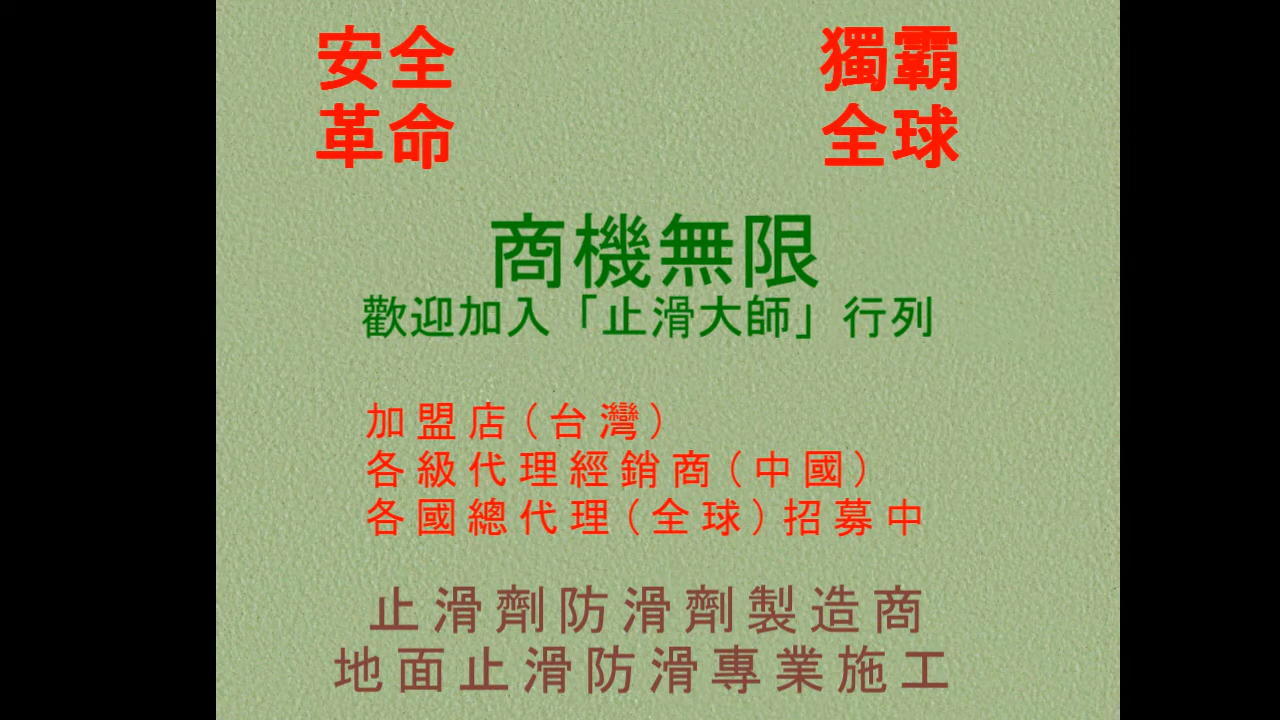 安全
革命
獨霸
全球
商機無限
歡迎加入「止滑大師」行列
加盟店(台灣)
各級代理經銷商(中國)
各國總代理(全球)招募中
止滑劑防滑劑製造商
地面止滑防滑專業施工